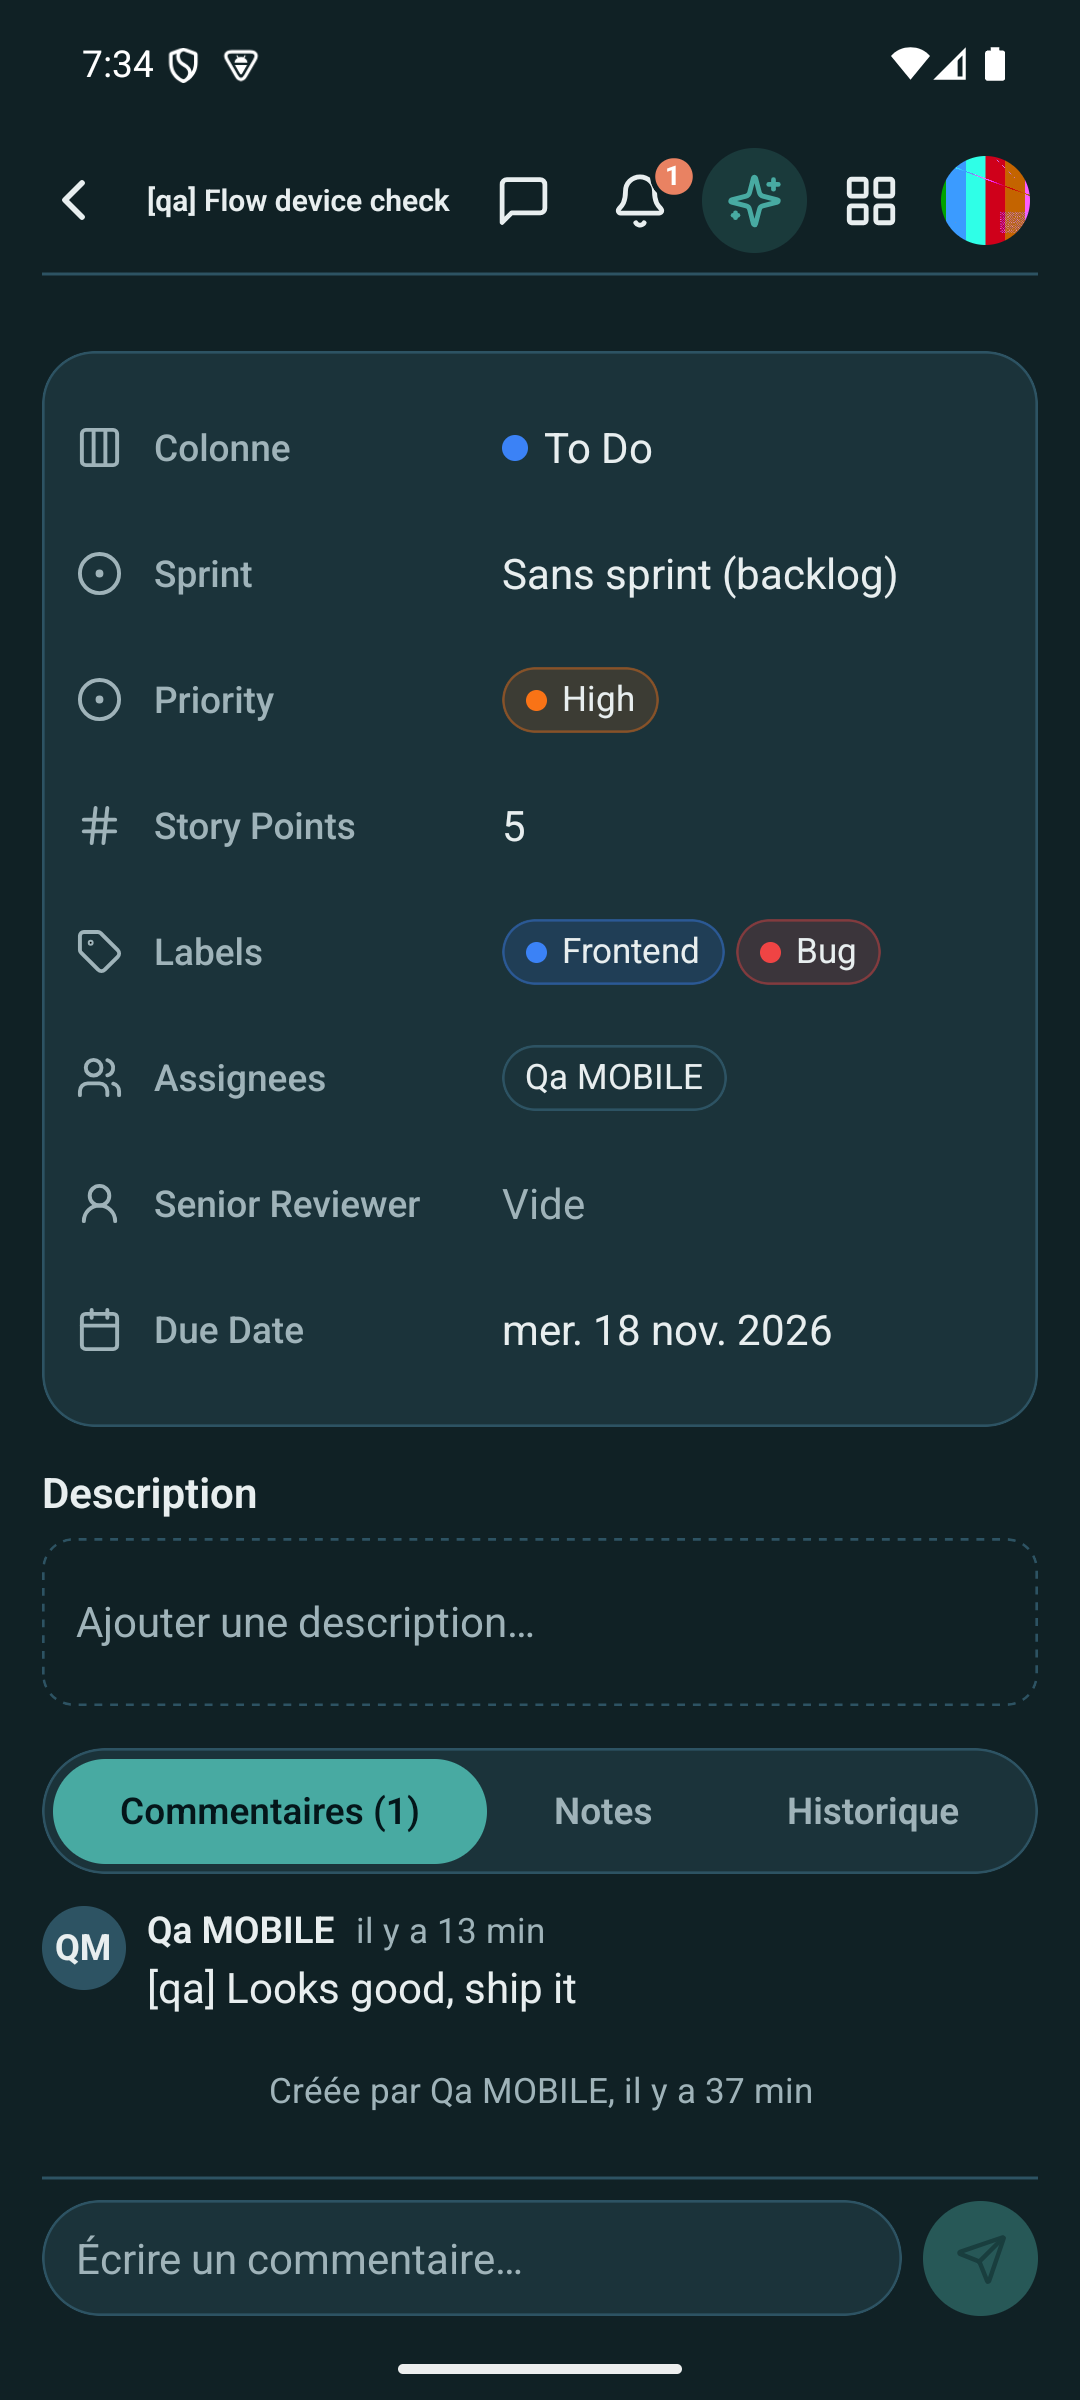 7:34
[qa] Flow device check
1
Colonne
To Do
Sprint
Sans sprint (backlog)
Priority
High
Story Points
5
Labels
Frontend
Bug
Assignees
Qa MOBILE
Senior Reviewer
Vide
Due Date
mer. 18 nov. 2026
Description
Ajouter une description…
Commentaires (1)
Notes
Historique
QM
Qa MOBILE il y a 13 min
[qa] Looks good, ship it
Créée par Qa MOBILE, il y a 37 min
Écrire un commentaire…